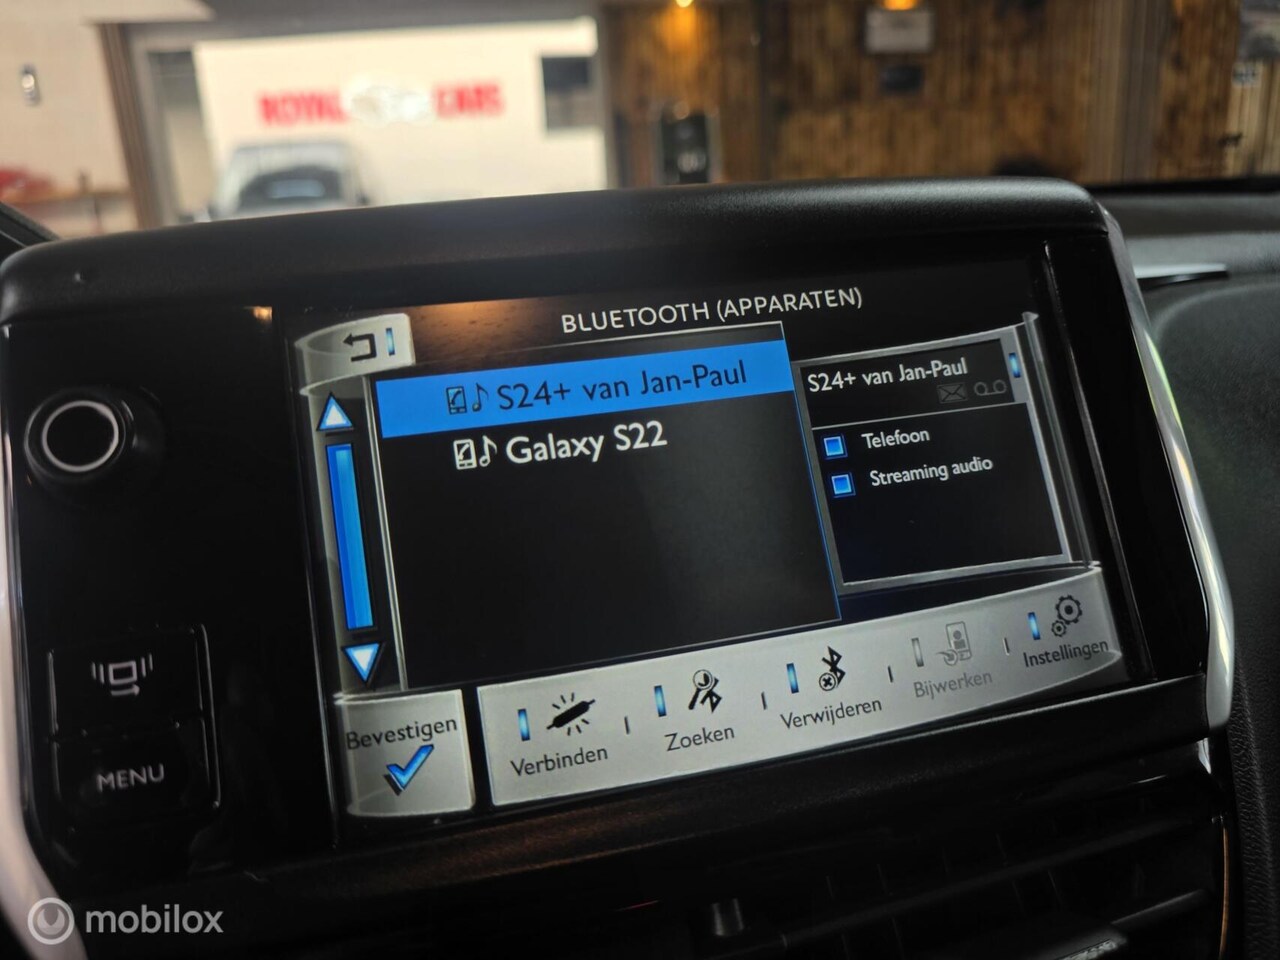 ROYAL CARS
BLUETOOTH (APPARATEN)
S24+ van Jan-Paul
Galaxy S22
S24+ van Jan-Paul
Telefoon
Streaming audio
Bevestigen
Verbinden
Zoeken
Verwijderen
Bijwerken
Instellingen
MENU
mobilox